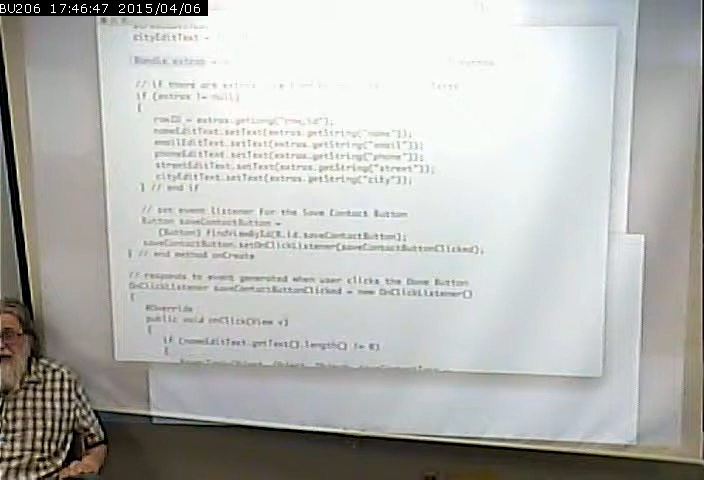 BU206 17:46:47 2015/04/06
cityEditText =
Bundle extras =
// if there are extras,
if (extras != null)
{
rowID = extras.getLong("row_id");
nameEditText.setText(extras.getString("name"));
emailEditText.setText(extras.getString("email"));
phoneEditText.setText(extras.getString("phone"));
streetEditText.setText(extras.getString("street"));
cityEditText.setText(extras.getString("city"));
} // end if
// set event listener for the Save Contact Button
Button saveContactButton =
(Button) findViewById(R.id.saveContactButton);
saveContactButton.setOnClickListener(saveContactButtonClicked);
} // end method onCreate
// responds to event generated when user clicks the Done Button
OnClickListener saveContactButtonClicked = new OnClickListener()
{
@Override
public void onClick(View v)
{
if (nameEditText.getText().length() != 0)
{